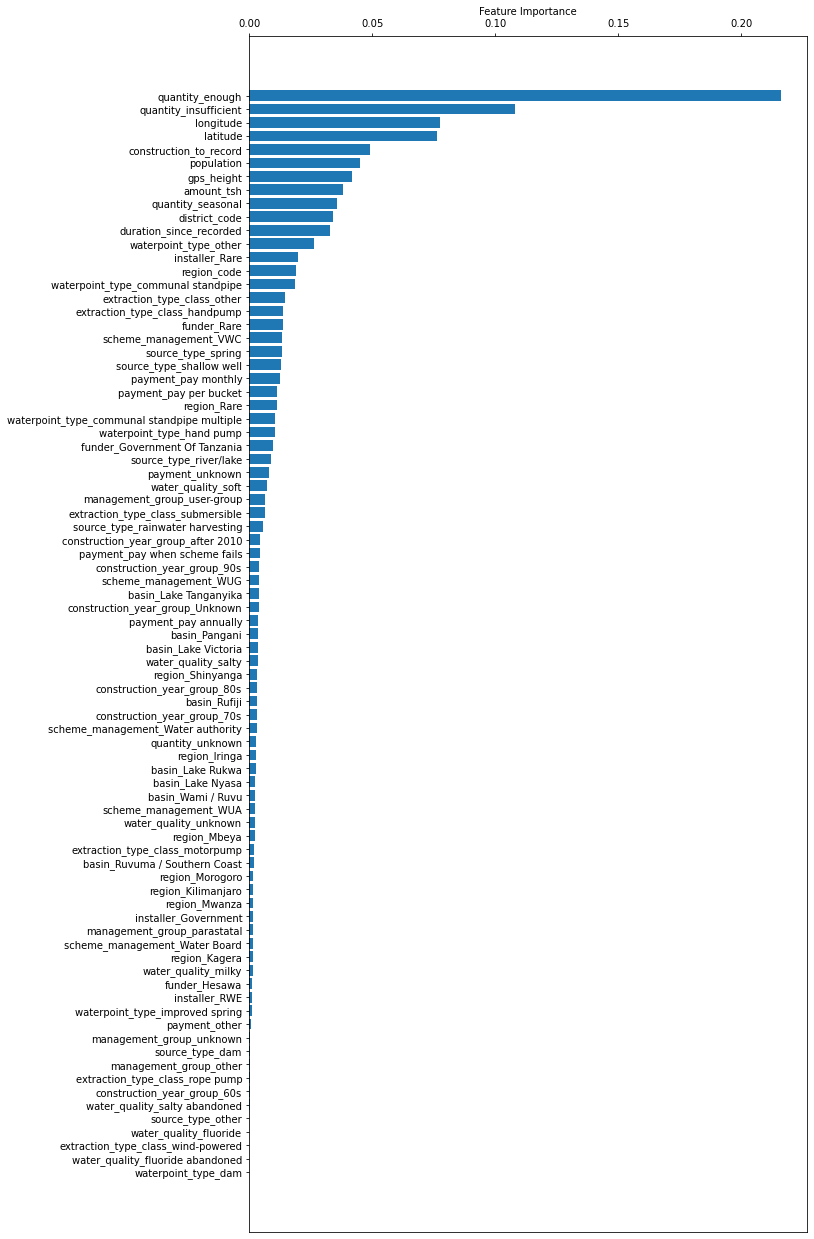 Feature Importance
0.00 0.05 0.10 0.15 0.20
quantity_enough
quantity_insufficient
longitude
latitude
construction_to_record
population
gps_height
amount_tsh
quantity_seasonal
district_code
duration_since_recorded
waterpoint_type_other
installer_Rare
region_code
waterpoint_type_communal standpipe
extraction_type_class_other
extraction_type_class_handpump
funder_Rare
scheme_management_VWC
source_type_spring
source_type_shallow well
payment_pay monthly
payment_pay per bucket
region_Rare
waterpoint_type_communal standpipe multiple
waterpoint_type_hand pump
funder_Government Of Tanzania
source_type_river/lake
payment_unknown
water_quality_soft
management_group_user-group
extraction_type_class_submersible
source_type_rainwater harvesting
construction_year_group_after 2010
payment_pay when scheme fails
construction_year_group_90s
scheme_management_WUG
basin_Lake Tanganyika
construction_year_group_Unknown
payment_pay annually
basin_Pangani
basin_Lake Victoria
water_quality_salty
region_Shinyanga
construction_year_group_80s
basin_Rufiji
construction_year_group_70s
scheme_management_Water authority
quantity_unknown
region_Iringa
basin_Lake Rukwa
basin_Lake Nyasa
basin_Wami / Ruvu
scheme_management_WUA
water_quality_unknown
region_Mbeya
extraction_type_class_motorpump
basin_Ruvuma / Southern Coast
region_Morogoro
region_Kilimanjaro
region_Mwanza
installer_Government
management_group_parastatal
scheme_management_Water Board
region_Kagera
water_quality_milky
funder_Hesawa
installer_RWE
waterpoint_type_improved spring
payment_other
management_group_unknown
source_type_dam
management_group_other
extraction_type_class_rope pump
construction_year_group_60s
water_quality_salty abandoned
source_type_other
water_quality_fluoride
extraction_type_class_wind-powered
water_quality_fluoride abandoned
waterpoint_type_dam